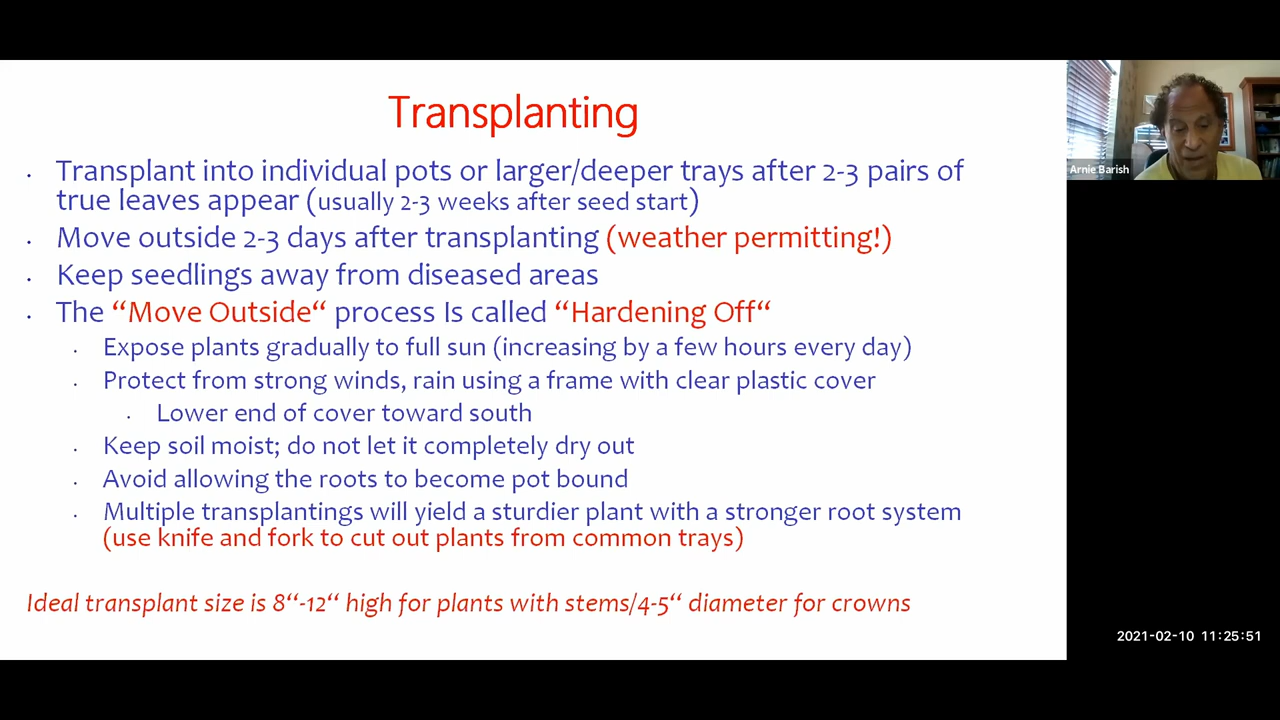 Transplanting
• Transplant into individual pots or larger/deeper trays after 2-3 pairs of
true leaves appear (usually 2-3 weeks after seed start)
• Move outside 2-3 days after transplanting (weather permitting!)
• Keep seedlings away from diseased areas
• The “Move Outside“ process Is called “Hardening Off“
• Expose plants gradually to full sun (increasing by a few hours every day)
• Protect from strong winds, rain using a frame with clear plastic cover
• Lower end of cover toward south
• Keep soil moist; do not let it completely dry out
• Avoid allowing the roots to become pot bound
• Multiple transplantings will yield a sturdier plant with a stronger root system
(use knife and fork to cut out plants from common trays)
Ideal transplant size is 8“-12“ high for plants with stems/4-5“ diameter for crowns
Arnie Barish
2021-02-10 11:25:51